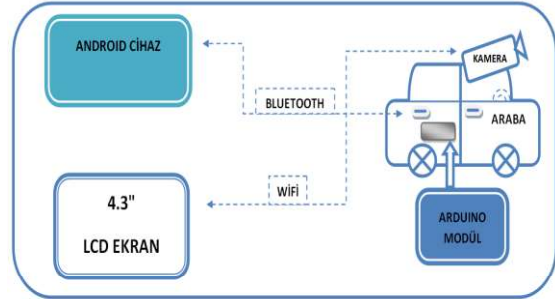 ANDROID CİHAZ
KAMERA
BLUETOOTH
ARABA
WİFİ
4.3"
LCD EKRAN
ARDUINO
MODÜL